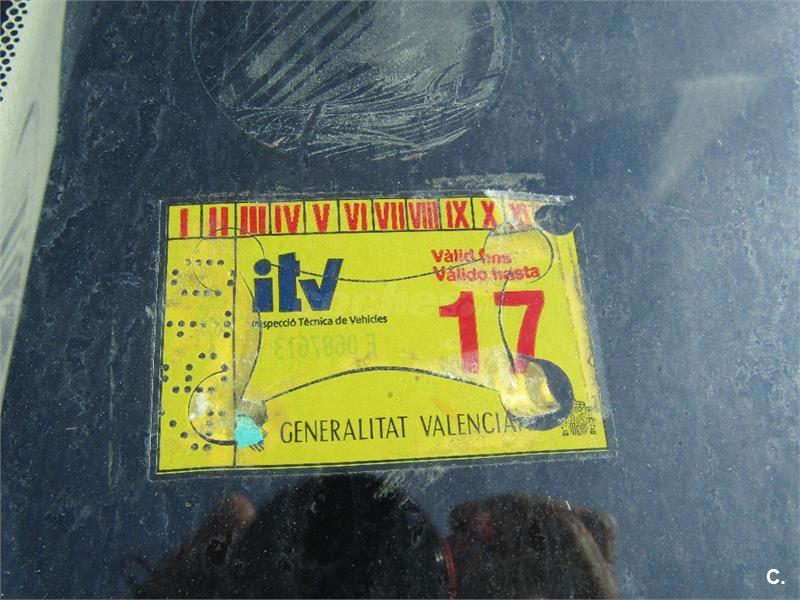 I II III IV V VI VII VIII IX X XI
itv
Inspecció Tècnica de Vehicles
Vàlid fins
Válido hasta
17
E 0687613
GENERALITAT VALENCIA
C.